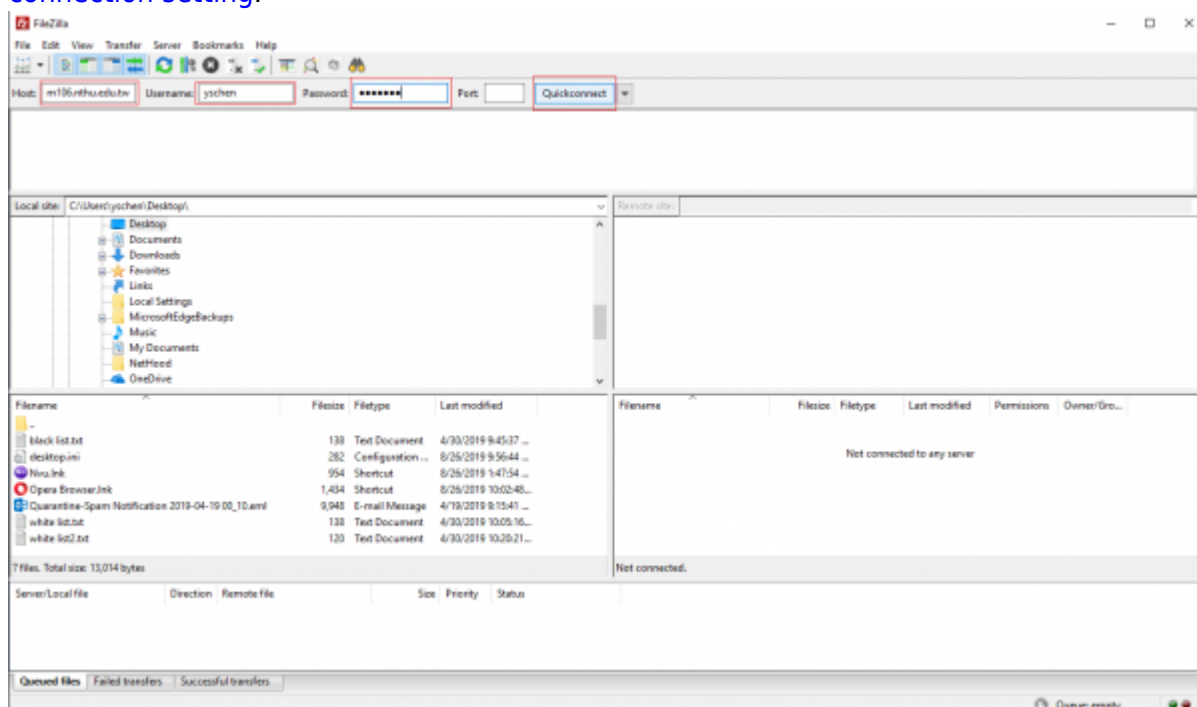 connection setting.
FileZilla
File Edit View Transfer Server Bookmarks Help
Host: m106.nthu.edu.tw Username: yschen Password: ●●●●●●● Port: Quickconnect
Local site: C:\Users\yschen\Desktop\ Remote site:
Desktop
Documents
Downloads
Favorites
Links
Local Settings
MicrosoftEdgeBackups
Music
My Documents
NetHood
OneDrive
Filename Filesize Filetype Last modified Filename Filesize Filetype Last modified Permissions Owner/Gro...
..
black list.txt 138 Text Document 4/30/2019 9:45:37 ...
desktop.ini 282 Configuration ... 8/26/2019 9:56:44 ...
954 Shortcut 8/26/2019 1:47:54 ...
Opera Browser.lnk 1,434 Shortcut 8/26/2019 10:02:48...
Quarantine-Spam Notification 2019-04-19 00_10.eml 9,948 E-mail Message 4/19/2019 8:15:41 ...
white list.txt 138 Text Document 4/30/2019 10:05:16...
white list2.txt 120 Text Document 4/30/2019 10:20:21...
Not connected to any server
7 files. Total size: 13,014 bytes Not connected.
Server/Local file Direction Remote file Size Priority Status
Queued files Failed transfers Successful transfers
Queue: empty